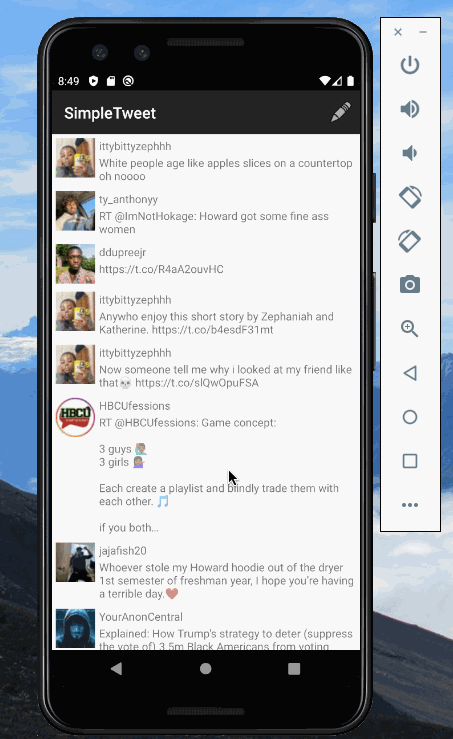 8:49
SimpleTweet
ittybittyzephhh
White people age like apples slices on a countertop
oh noooo
ty_anthonyy
RT @ImNotHokage: Howard got some fine ass
women
ddupreejr
https://t.co/R4aA2ouvHC
ittybittyzephhh
Anywho enjoy this short story by Zephaniah and
Katherine. https://t.co/b4esdF31mt
ittybittyzephhh
Now someone tell me why i looked at my friend like
that💀 https://t.co/slQwOpuFSA
HBCU
HBCUfessions
RT @HBCUfessions: Game concept:
3 guys 🙋🏽‍♂️
3 girls 💁🏽‍♀️
Each create a playlist and blindly trade them with
each other. 🎵
if you both…
jajafish20
Whoever stole my Howard hoodie out of the dryer
1st semester of freshman year, I hope you're having
a terrible day.❤️
YourAnonCentral
Explained: How Trump's strategy to deter (suppress
the vote of) 3.5m Black Americans from voting